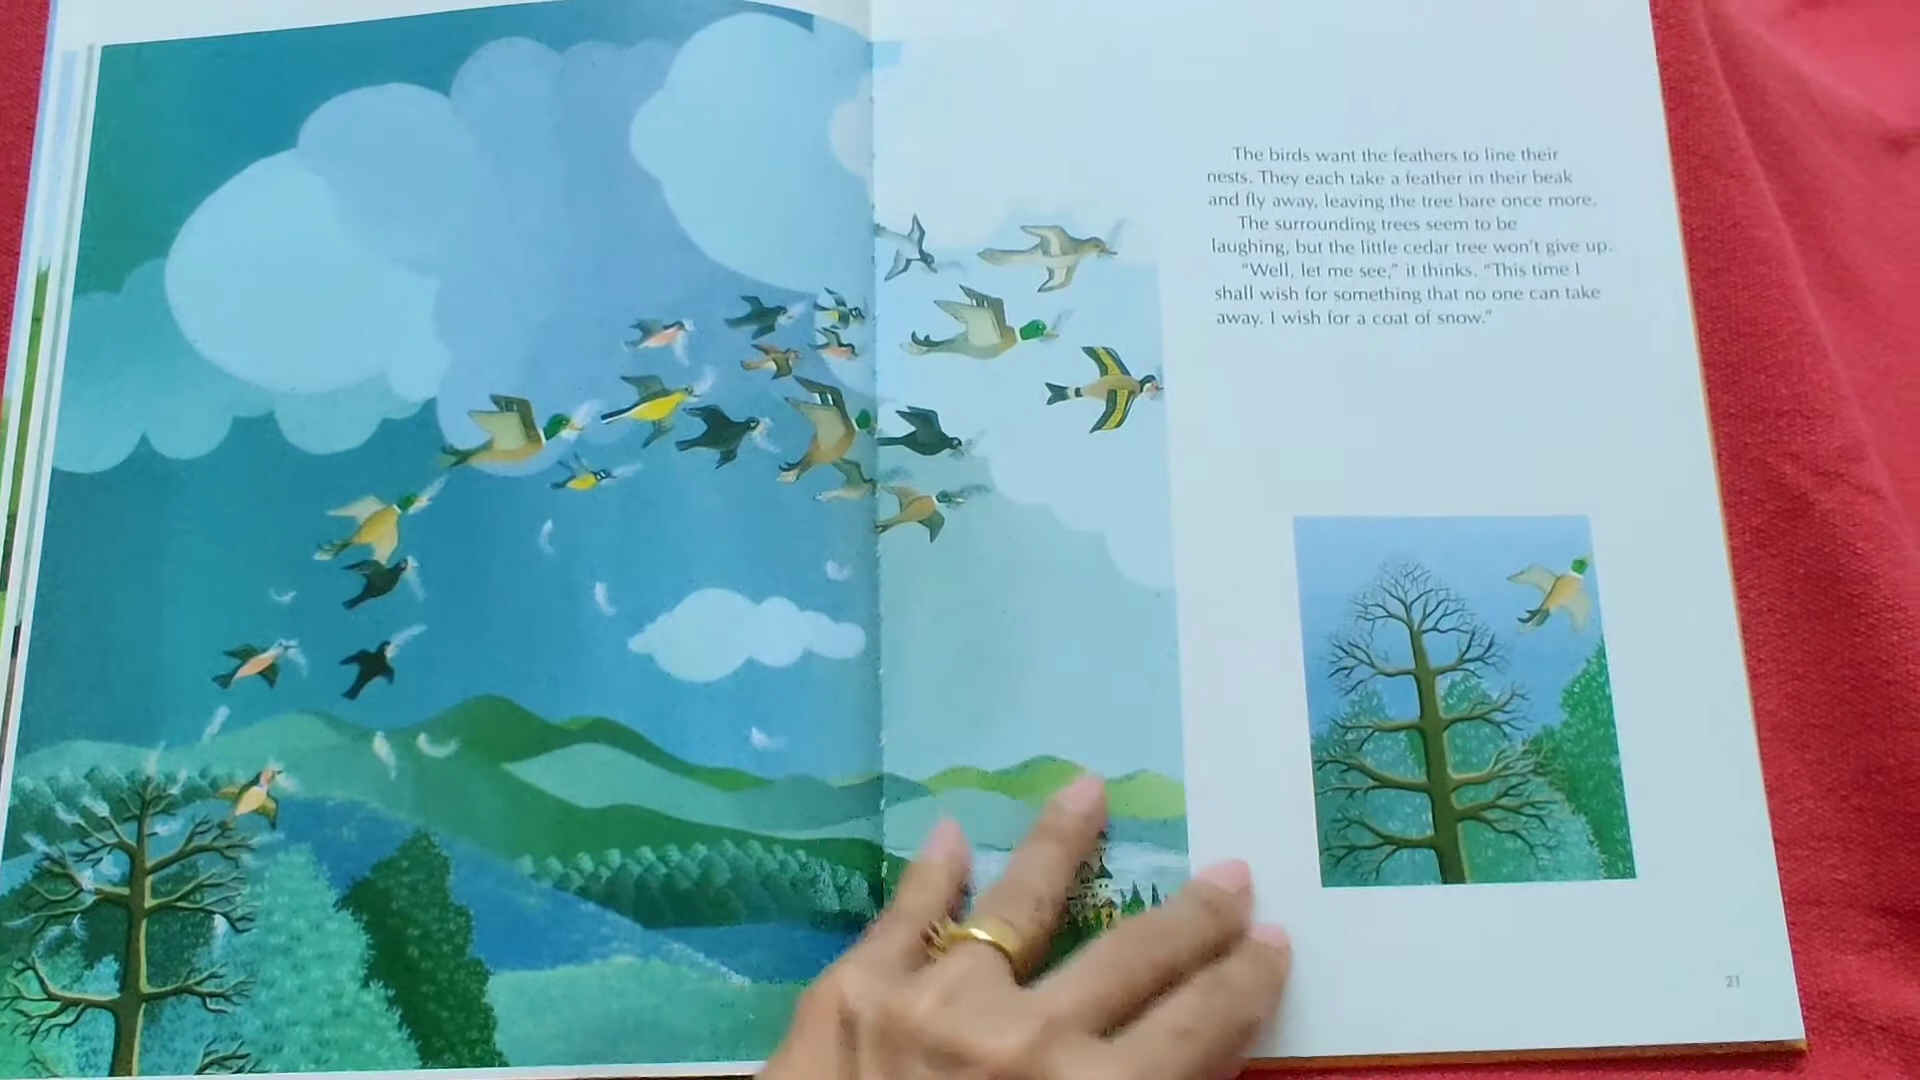 The birds want the feathers to line their
nests. They each take a feather in their beak
and fly away, leaving the tree bare once more.
The surrounding trees seem to be
laughing, but the little cedar tree won't give up.
"Well, let me see," it thinks. "This time I
shall wish for something that no one can take
away. I wish for a coat of snow."
21